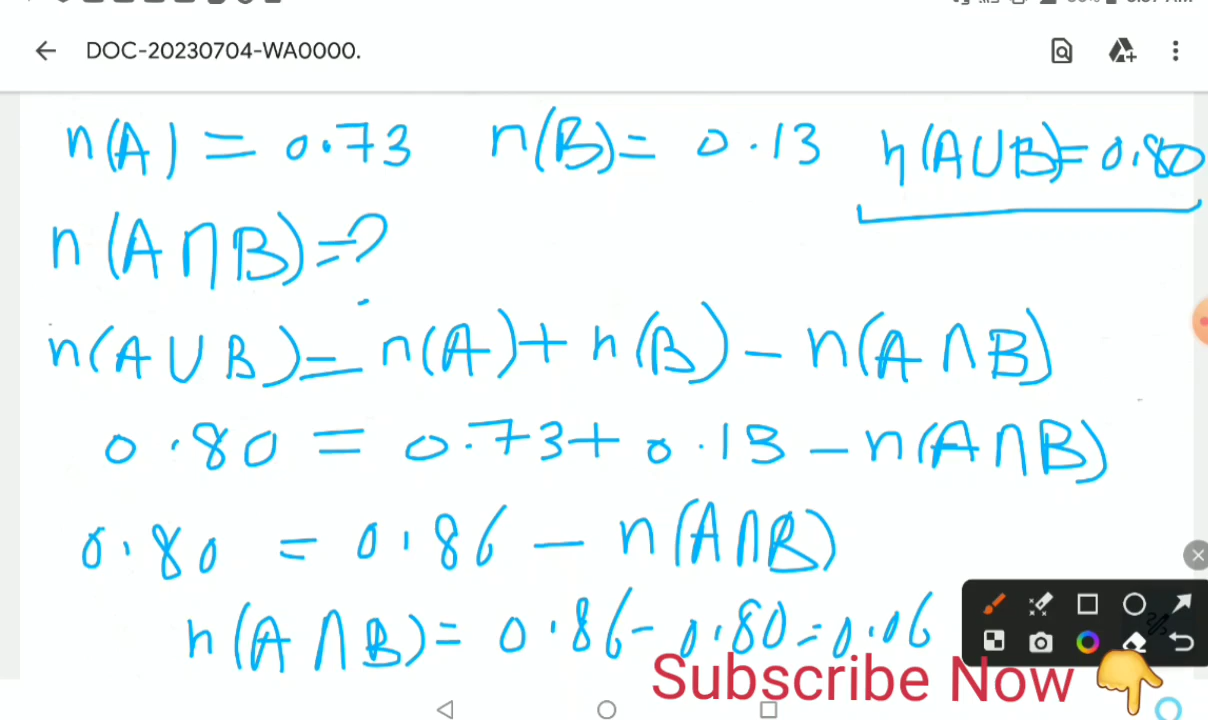 DOC-20230704-WA0000.
n(A) = 0.73 n(B) = 0.13 n(A∪B) = 0.80
n(A∩B) = ?
n(A∪B) = n(A) + n(B) - n(A∩B)
0.80 = 0.73 + 0.13 - n(A∩B)
0.80 = 0.86 - n(A∩B)
n(A∩B) = 0.86 - 0.80 = 0.06
Subscribe Now